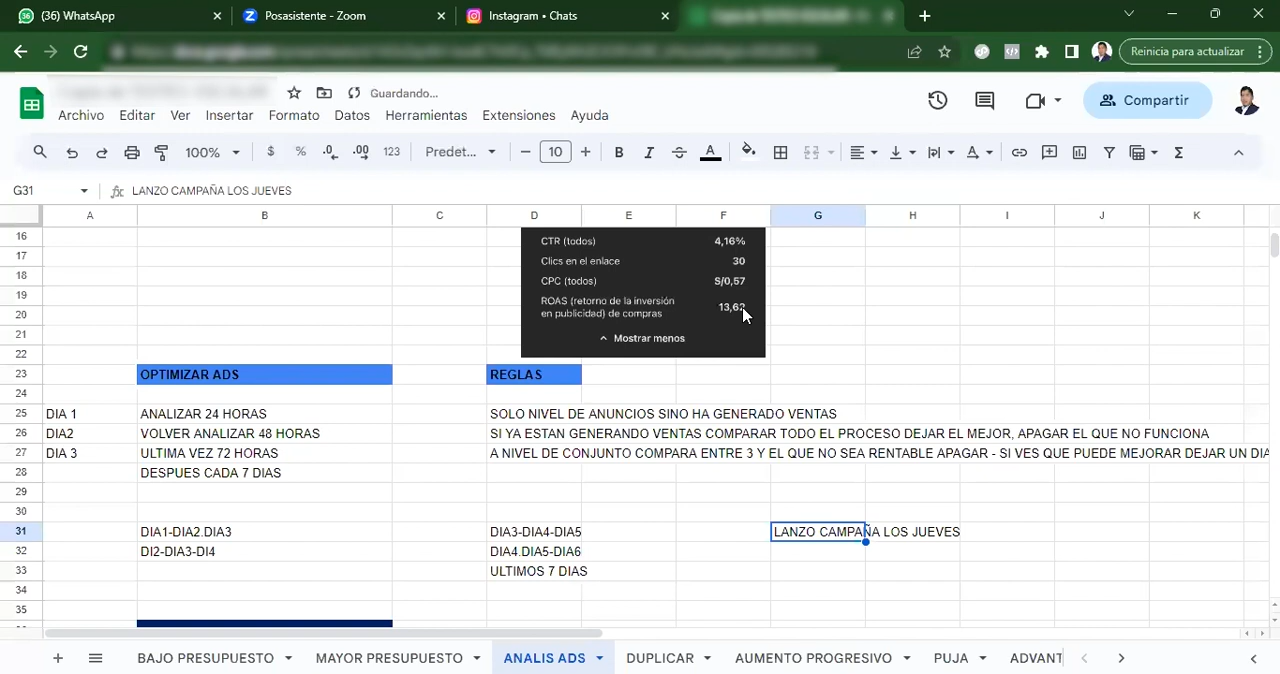 (36) WhatsApp
Posasistente - Zoom
Instagram • Chats
Reinicia para actualizar
Guardando...
Archivo Editar Ver Insertar Formato Datos Herramientas Extensiones Ayuda
Compartir
100% $ % .0 .00 123 Predet... 10 B I S A
G31 fx LANZO CAMPAÑA LOS JUEVES
A B C D E F G H I J K
16 CTR (todos) 4,16%
17 Clics en el enlace 30
18 CPC (todos) S/0,57
19 ROAS (retorno de la inversión
20 en publicidad) de compras 13,62
21 Mostrar menos
22
23 OPTIMIZAR ADS REGLAS
24
25 DIA 1 ANALIZAR 24 HORAS SOLO NIVEL DE ANUNCIOS SINO HA GENERADO VENTAS
26 DIA2 VOLVER ANALIZAR 48 HORAS SI YA ESTAN GENERANDO VENTAS COMPARAR TODO EL PROCESO DEJAR EL MEJOR, APAGAR EL QUE NO FUNCIONA
27 DIA 3 ULTIMA VEZ 72 HORAS A NIVEL DE CONJUNTO COMPARA ENTRE 3 Y EL QUE NO SEA RENTABLE APAGAR - SI VES QUE PUEDE MEJORAR DEJAR UN DIA
28 DESPUES CADA 7 DIAS
29
30
31 DIA1-DIA2.DIA3 DIA3-DIA4-DIA5 LANZO CAMPAÑA LOS JUEVES
32 DI2-DIA3-DI4 DIA4.DIA5-DIA6
33 ULTIMOS 7 DIAS
34
35
BAJO PRESUPUESTO MAYOR PRESUPUESTO ANALIS ADS DUPLICAR AUMENTO PROGRESIVO PUJA ADVANT